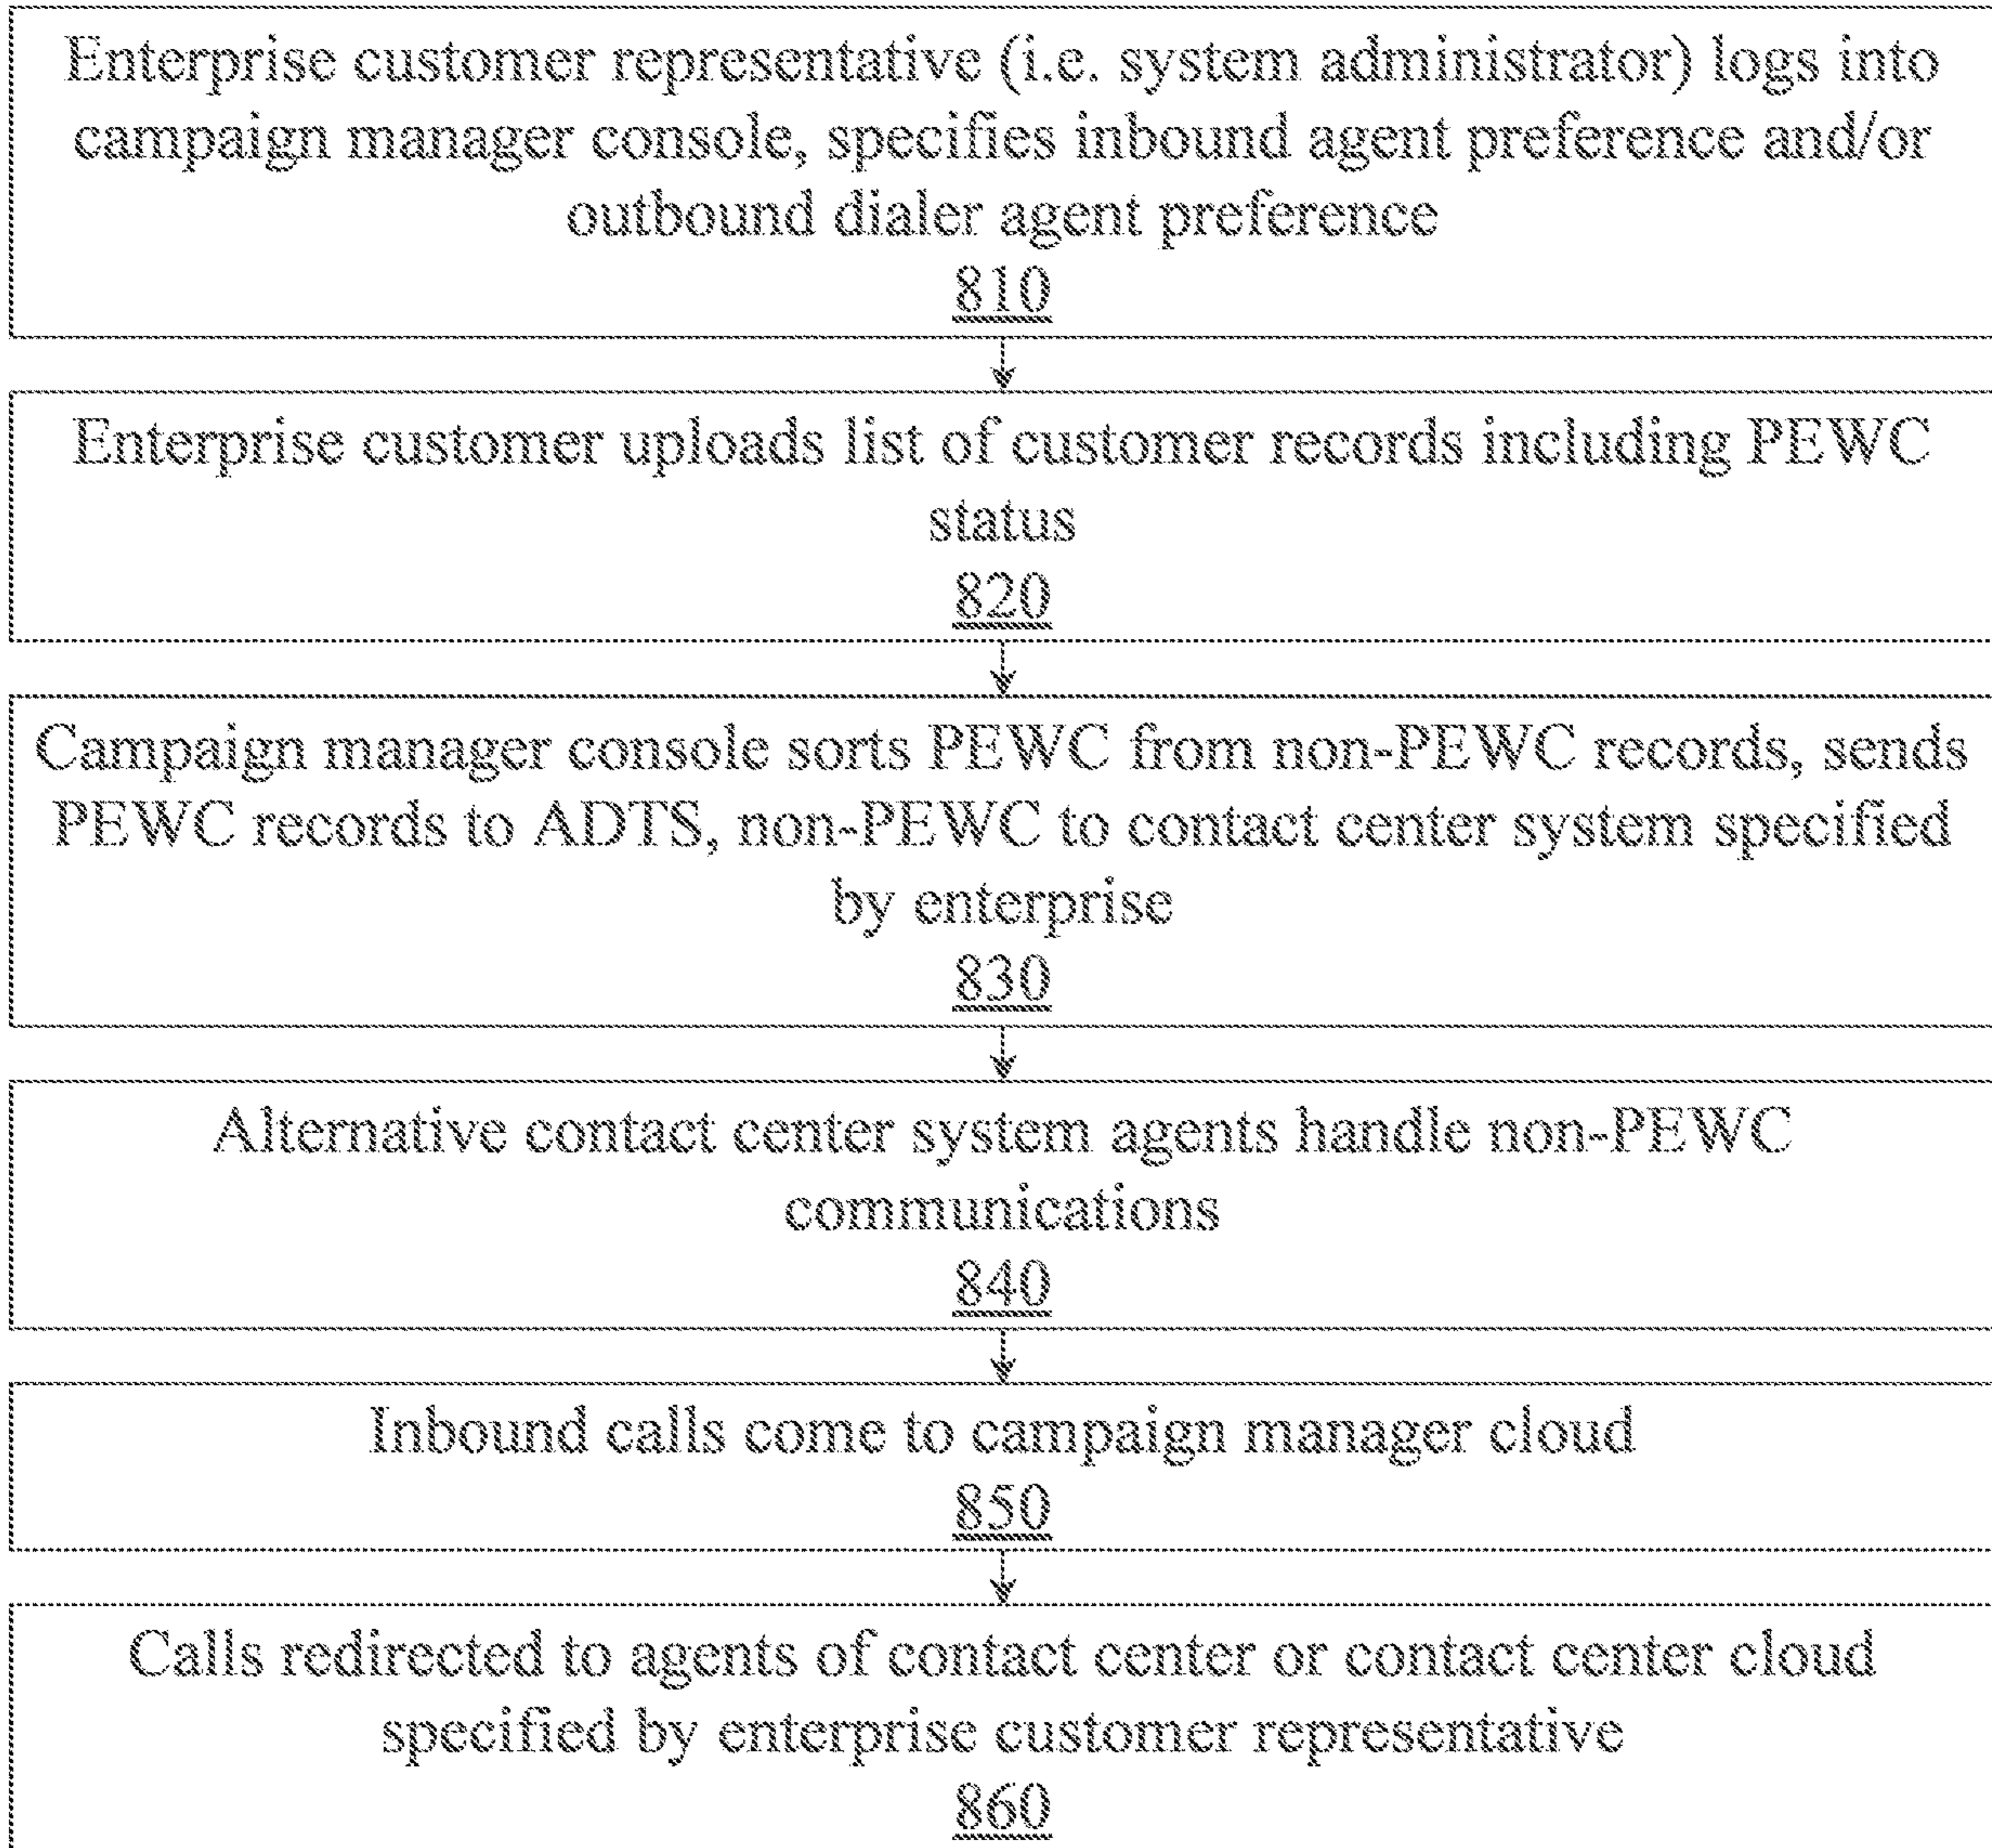 Enterprise customer representative (i.e. system administrator) logs into
campaign manager console, specifies inbound agent preference and/or
outbound dialer agent preference
810
Enterprise customer uploads list of customer records including PEWC
status
820
Campaign manager console sorts PEWC from non-PEWC records, sends
PEWC records to ADTS, non-PEWC to contact center system specified
by enterprise
830
Alternative contact center system agents handle non-PEWC
communications
840
Inbound calls come to campaign manager cloud
850
Calls redirected to agents of contact center or contact center cloud
specified by enterprise customer representative
860